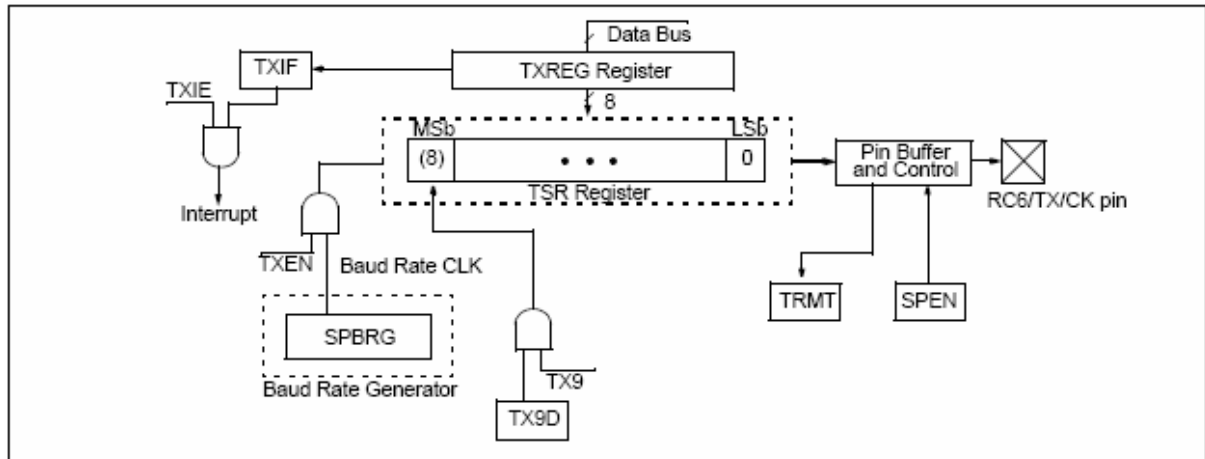 Data Bus
TXIF
TXREG Register
TXIE
8
MSb
LSb
(8)
0
Pin Buffer
and Control
TSR Register
RC6/TX/CK pin
Interrupt
TXEN
Baud Rate CLK
TRMT
SPEN
SPBRG
TX9
Baud Rate Generator
TX9D